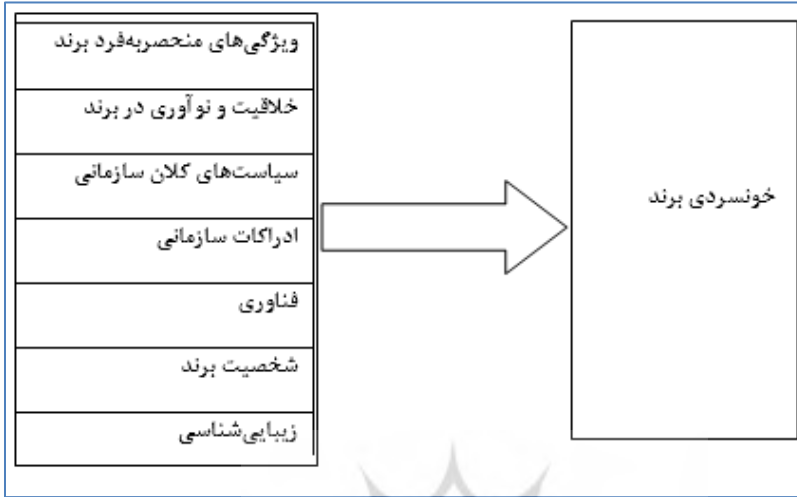 ویژگی‌های منحصربه‌فرد برند
خلاقیت و نوآوری در برند
سیاست‌های کلان سازمانی
ادراکات سازمانی
فناوری
شخصیت برند
زیبایی‌شناسی
خونسردی برند